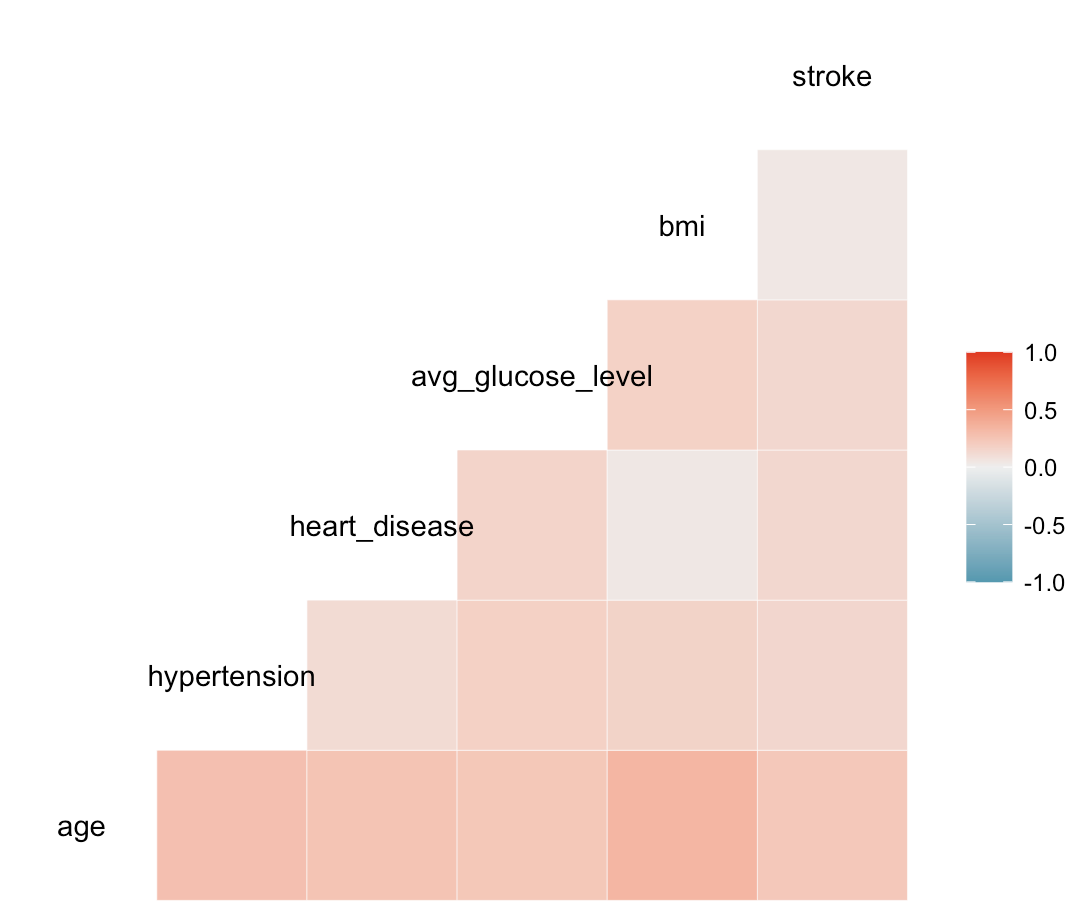 stroke
bmi
avg_glucose_level
heart_disease
hypertension
age
1.0
0.5
0.0
-0.5
-1.0